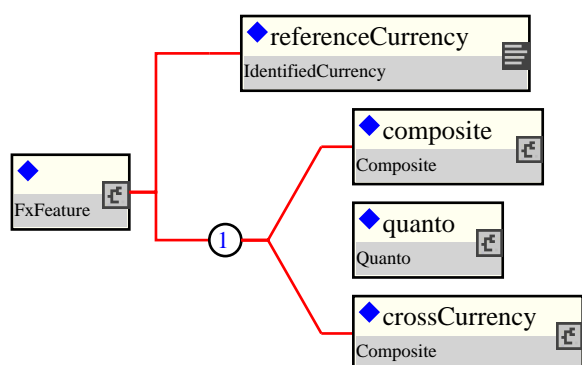 referenceCurrency
IdentifiedCurrency
composite
Composite
FxFeature
1
quanto
Quanto
crossCurrency
Composite